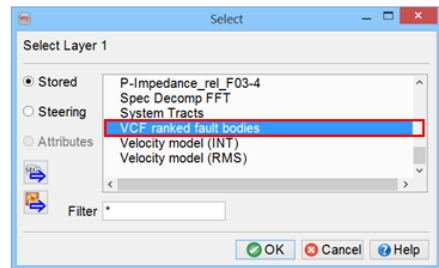 Select
Select Layer 1
Stored
Steering
Attributes
P-Impedance_rel_F03-4
Spec Decomp FFT
System Tracts
VCF ranked fault bodies
Velocity model (INT)
Velocity model (RMS)
Filter *
OK Cancel Help